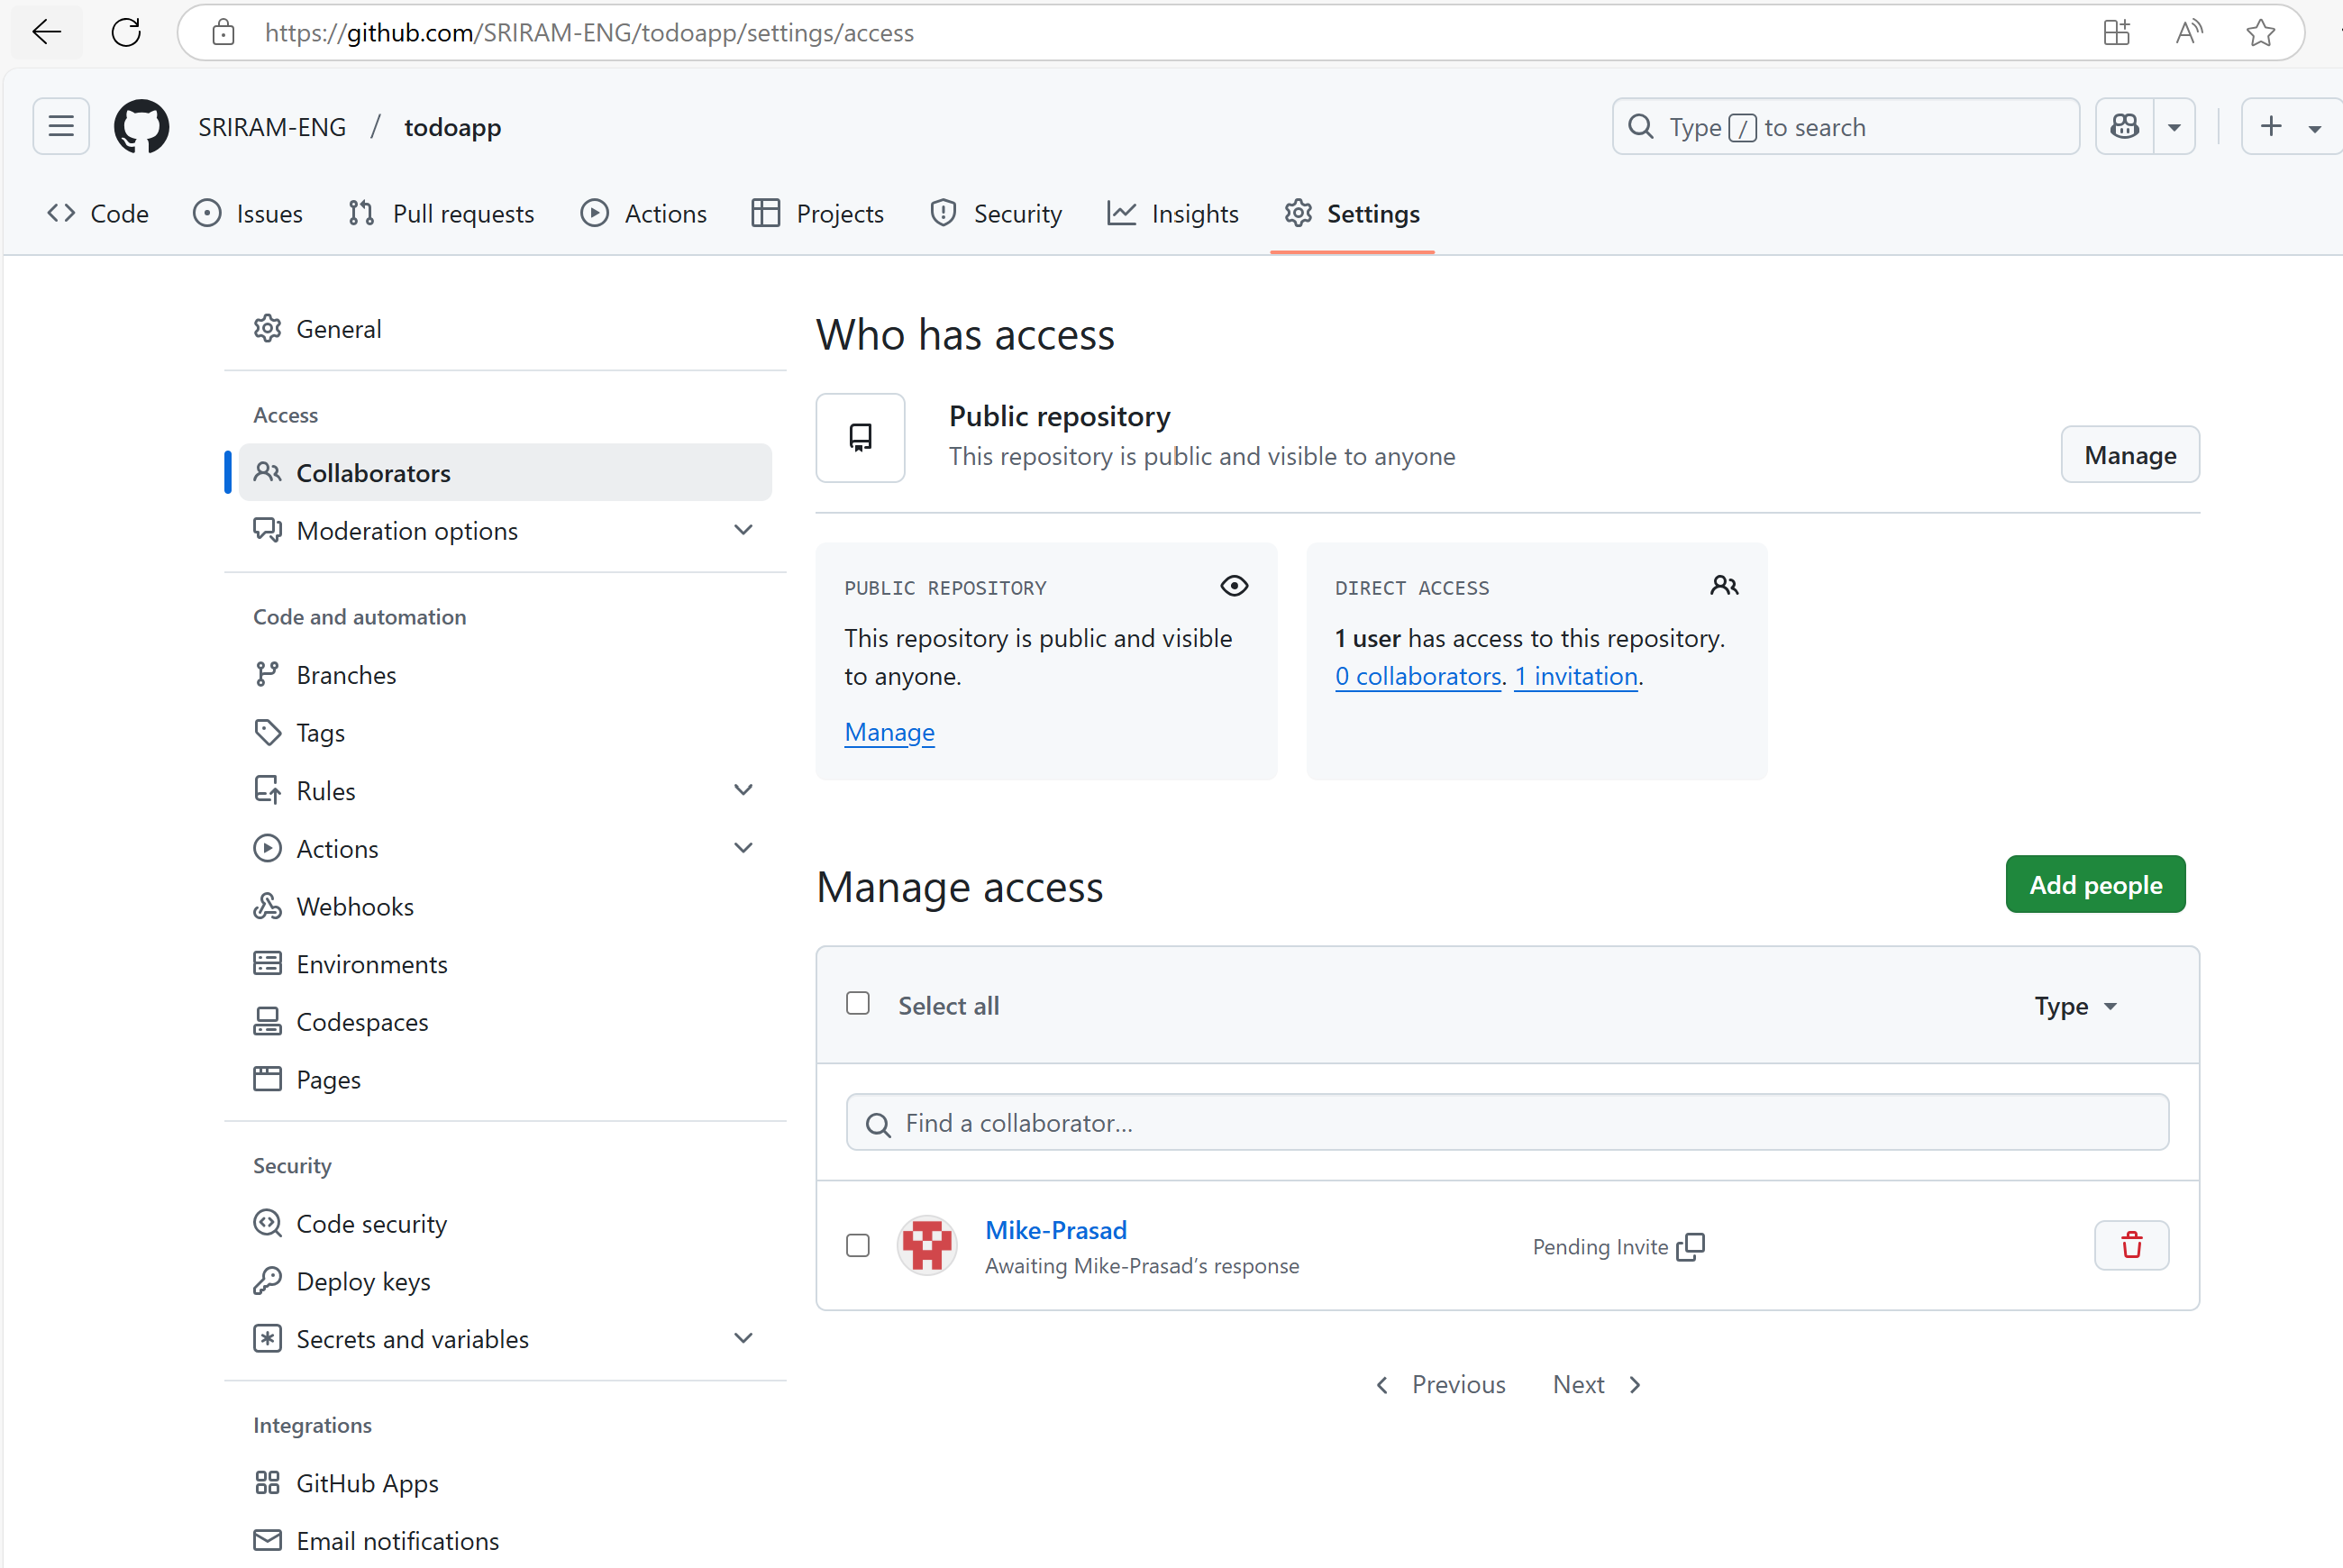 https://github.com/SRIRAM-ENG/todoapp/settings/access
SRIRAM-ENG / todoapp
Type / to search
Code
Issues
Pull requests
Actions
Projects
Security
Insights
Settings
General
Access
Collaborators
Moderation options
Code and automation
Branches
Tags
Rules
Actions
Webhooks
Environments
Codespaces
Pages
Security
Code security
Deploy keys
Secrets and variables
Integrations
GitHub Apps
Email notifications
Who has access
Public repository
This repository is public and visible to anyone
Manage
PUBLIC REPOSITORY
This repository is public and visible
to anyone.
Manage
DIRECT ACCESS
1 user has access to this repository.
0 collaborators. 1 invitation.
Manage access
Add people
Select all
Type
Find a collaborator...
Mike-Prasad
Awaiting Mike-Prasad’s response
Pending Invite
Previous
Next